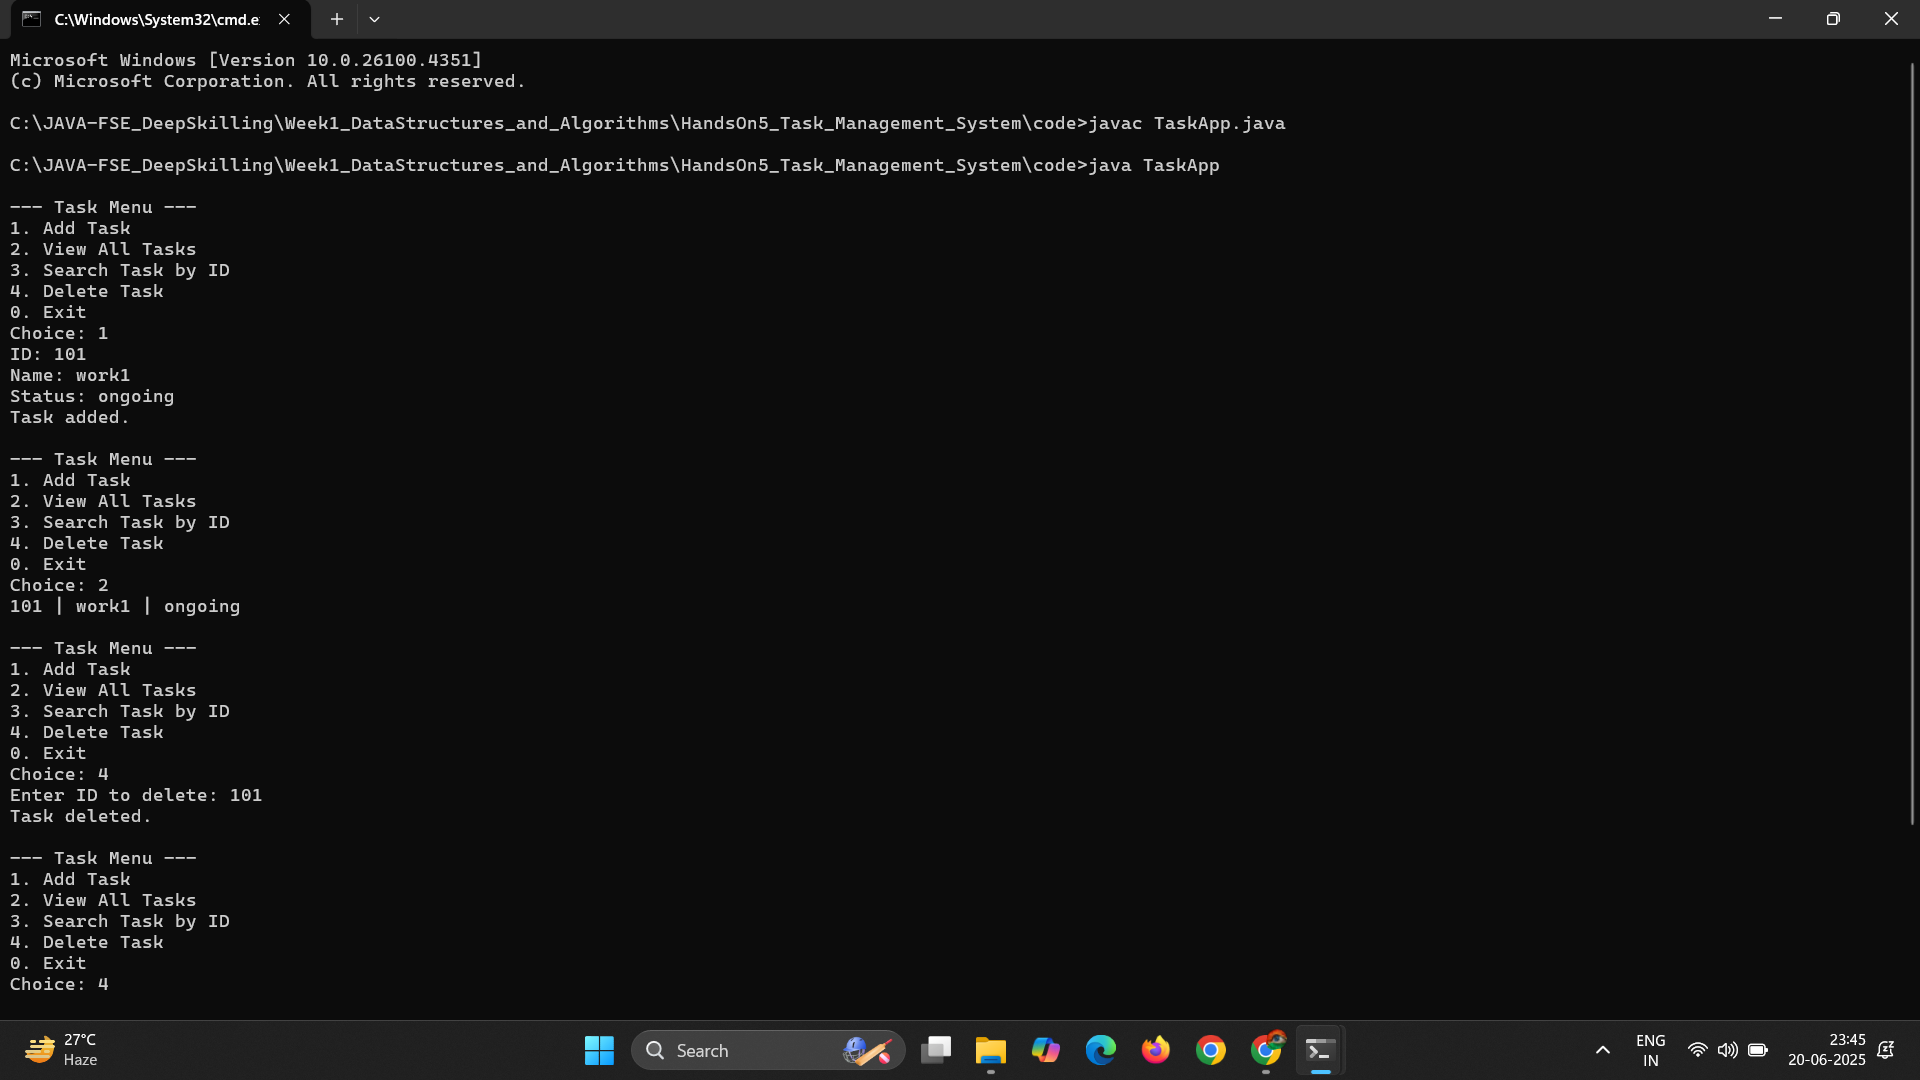 C:\Windows\System32\cmd.e
Microsoft Windows [Version 10.0.26100.4351]
(c) Microsoft Corporation. All rights reserved.
C:\JAVA-FSE_DeepSkilling\Week1_DataStructures_and_Algorithms\HandsOn5_Task_Management_System\code>javac TaskApp.java
C:\JAVA-FSE_DeepSkilling\Week1_DataStructures_and_Algorithms\HandsOn5_Task_Management_System\code>java TaskApp
--- Task Menu ---
1. Add Task
2. View All Tasks
3. Search Task by ID
4. Delete Task
0. Exit
Choice: 1
ID: 101
Name: work1
Status: ongoing
Task added.
--- Task Menu ---
1. Add Task
2. View All Tasks
3. Search Task by ID
4. Delete Task
0. Exit
Choice: 2
101 | work1 | ongoing
--- Task Menu ---
1. Add Task
2. View All Tasks
3. Search Task by ID
4. Delete Task
0. Exit
Choice: 4
Enter ID to delete: 101
Task deleted.
--- Task Menu ---
1. Add Task
2. View All Tasks
3. Search Task by ID
4. Delete Task
0. Exit
Choice: 4
27°C
Haze
Search
ENG
IN
23:45
20-06-2025